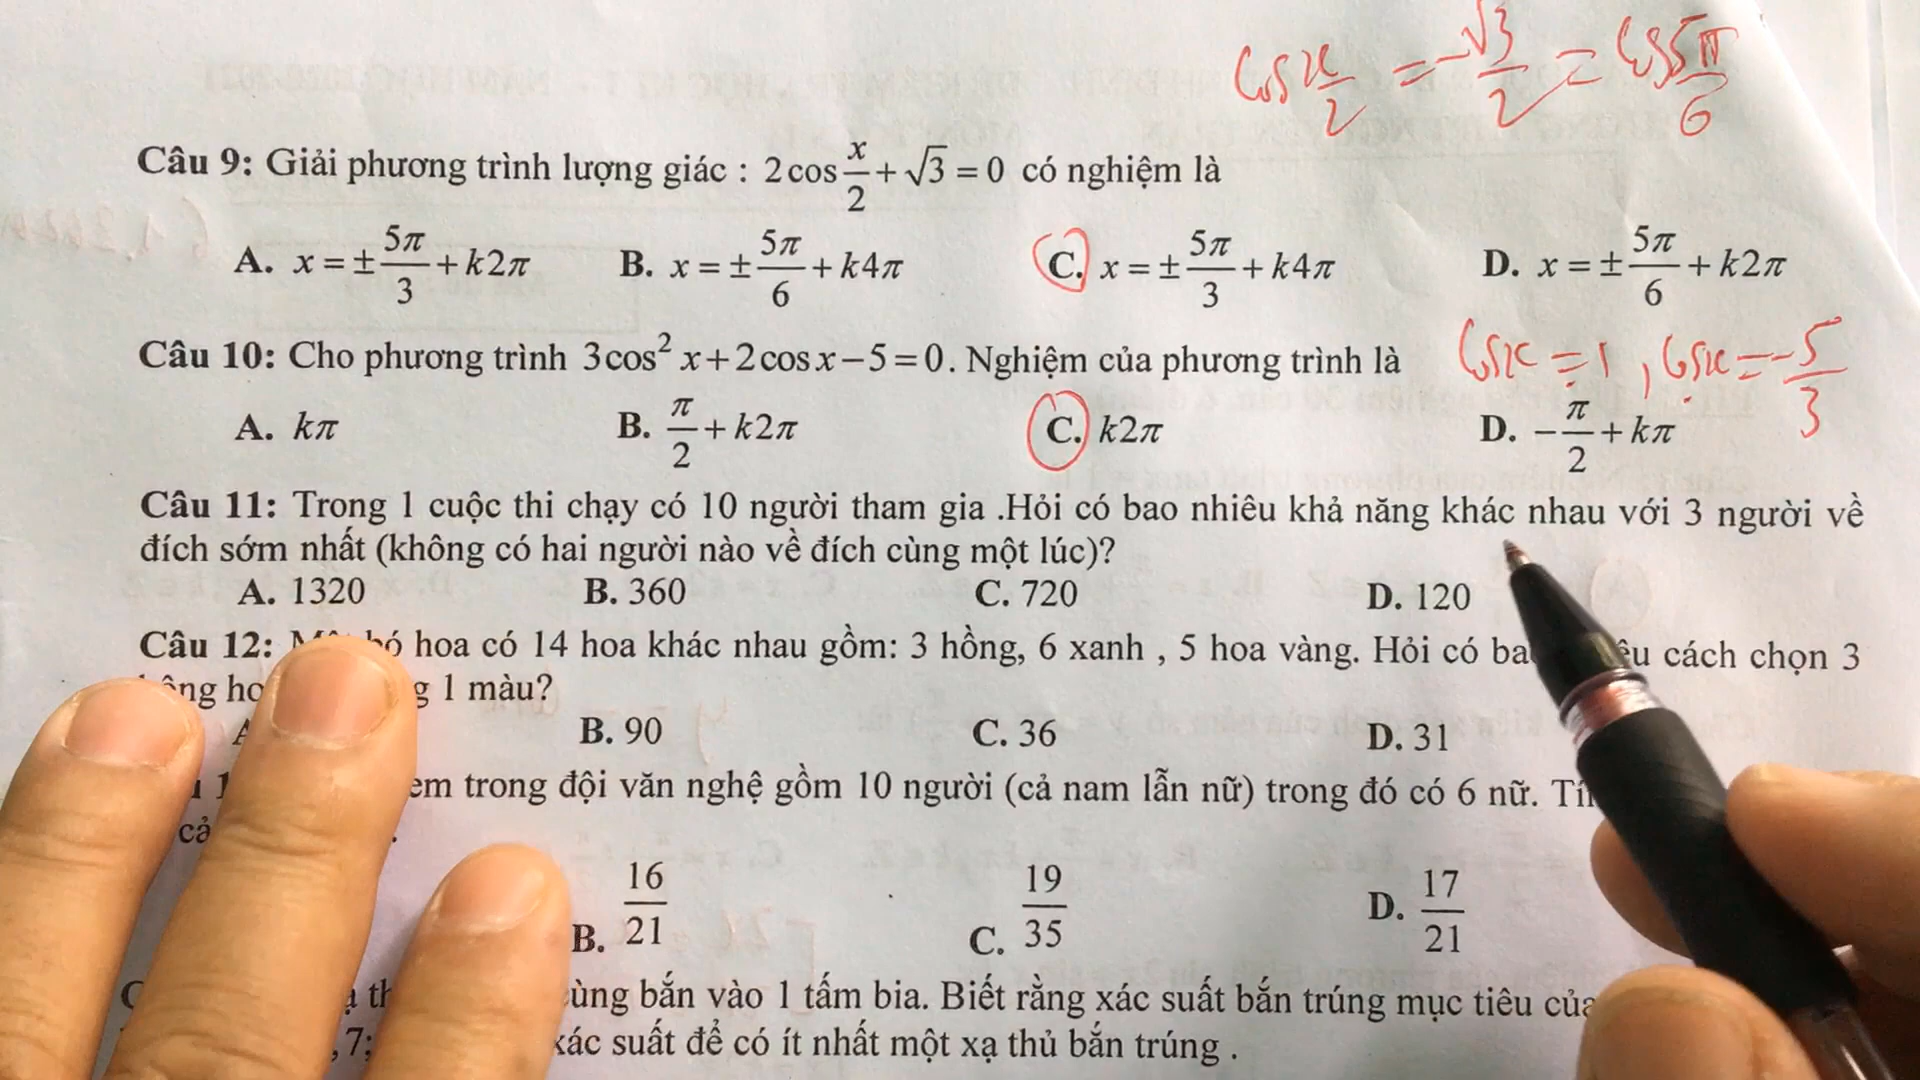 cos x/2 = -√3/2 = cos 5π/6
Câu 9: Giải phương trình lượng giác : 2cos x/2 + √3 = 0 có nghiệm là
A. x = ± 5π/3 + k2π B. x = ± 5π/6 + k4π C. x = ± 5π/3 + k4π D. x = ± 5π/6 + k2π
Câu 10: Cho phương trình 3cos² x + 2cos x − 5 = 0. Nghiệm của phương trình là cosx = 1 , cosx = -5/3
A. kπ B. π/2 + k2π C. k2π D. −π/2 + kπ
Câu 11: Trong 1 cuộc thi chạy có 10 người tham gia .Hỏi có bao nhiêu khả năng khác nhau với 3 người về
đích sớm nhất (không có hai người nào về đích cùng một lúc)?
A. 1320 B. 360 C. 720 D. 120
Câu 12: hoa có 14 hoa khác nhau gồm: 3 hồng, 6 xanh , 5 hoa vàng. Hỏi có cách chọn 3
1 màu?
B. 90 C. 36 D. 31
trong đội văn nghệ gồm 10 người (cả nam lẫn nữ) trong đó có 6 nữ.
cả
B. 16/21 C. 19/35 D. 17/21
bắn vào 1 tấm bia. Biết rằng xác suất bắn trúng mục tiêu
,7; xác suất để có ít nhất một xạ thủ bắn trúng .